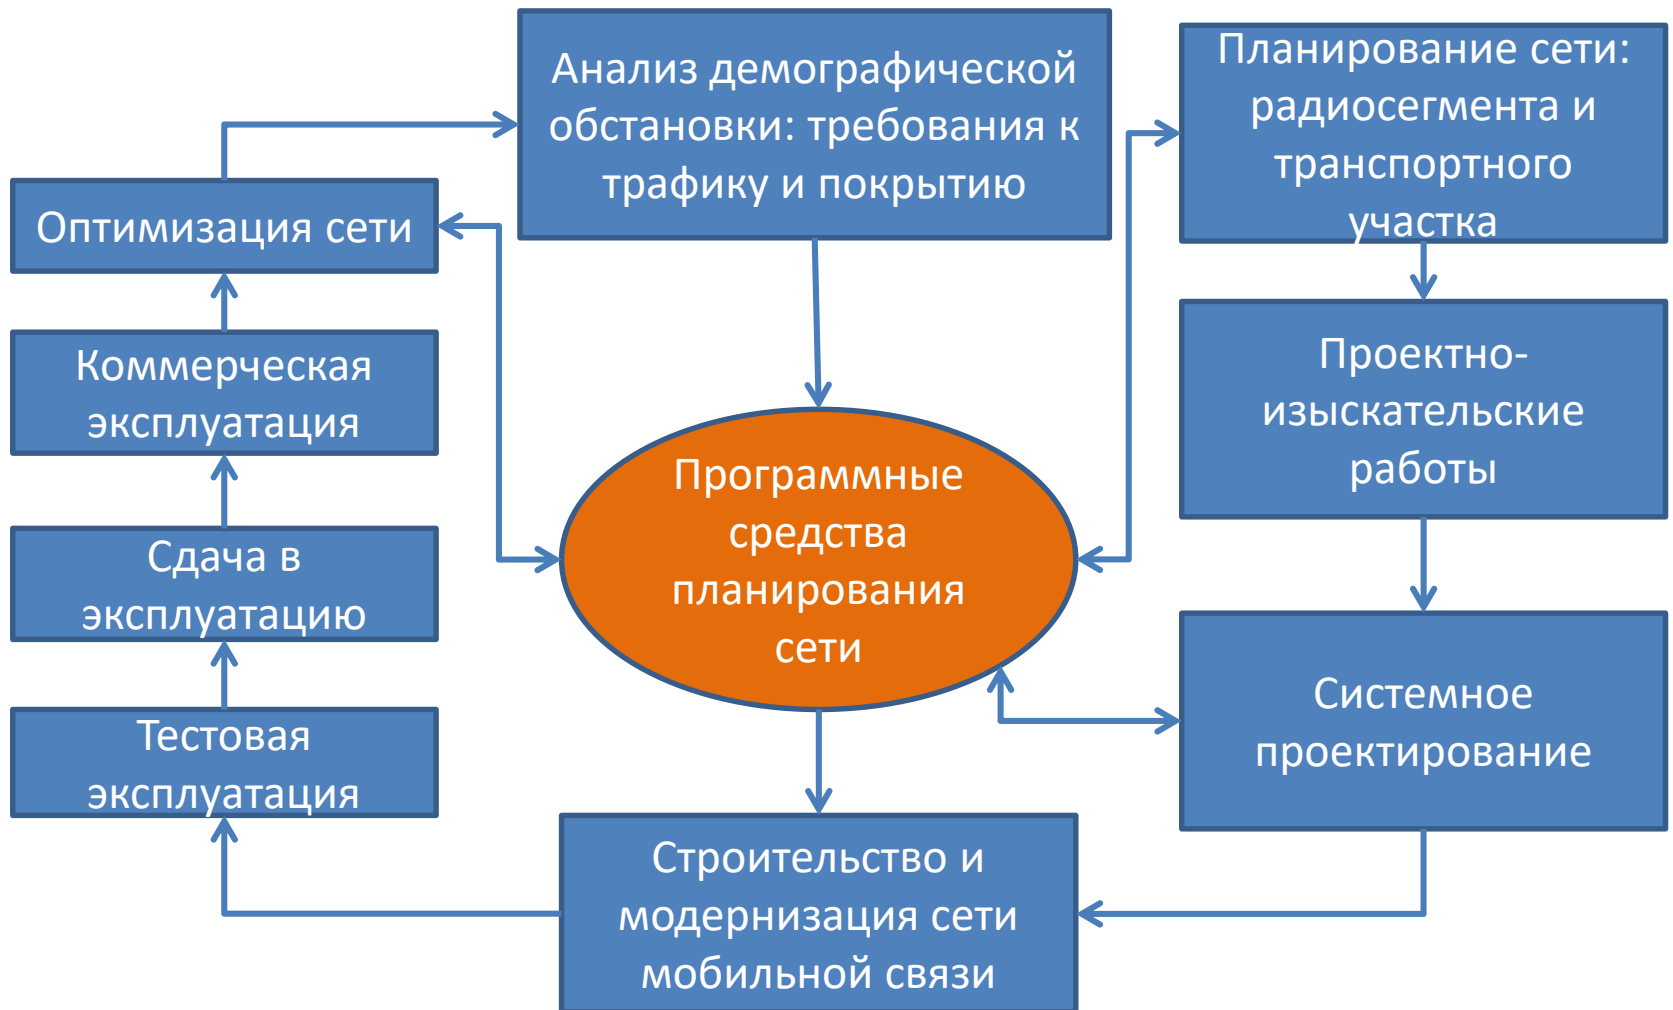 Анализ демографической
обстановки: требования к
трафику и покрытию
Планирование сети:
радиосегмента и
транспортного
участка
Оптимизация сети
Проектно-
изыскательские
работы
Коммерческая
эксплуатация
Программные
средства
планирования
сети
Сдача в
эксплуатацию
Системное
проектирование
Тестовая
эксплуатация
Строительство и
модернизация сети
мобильной связи